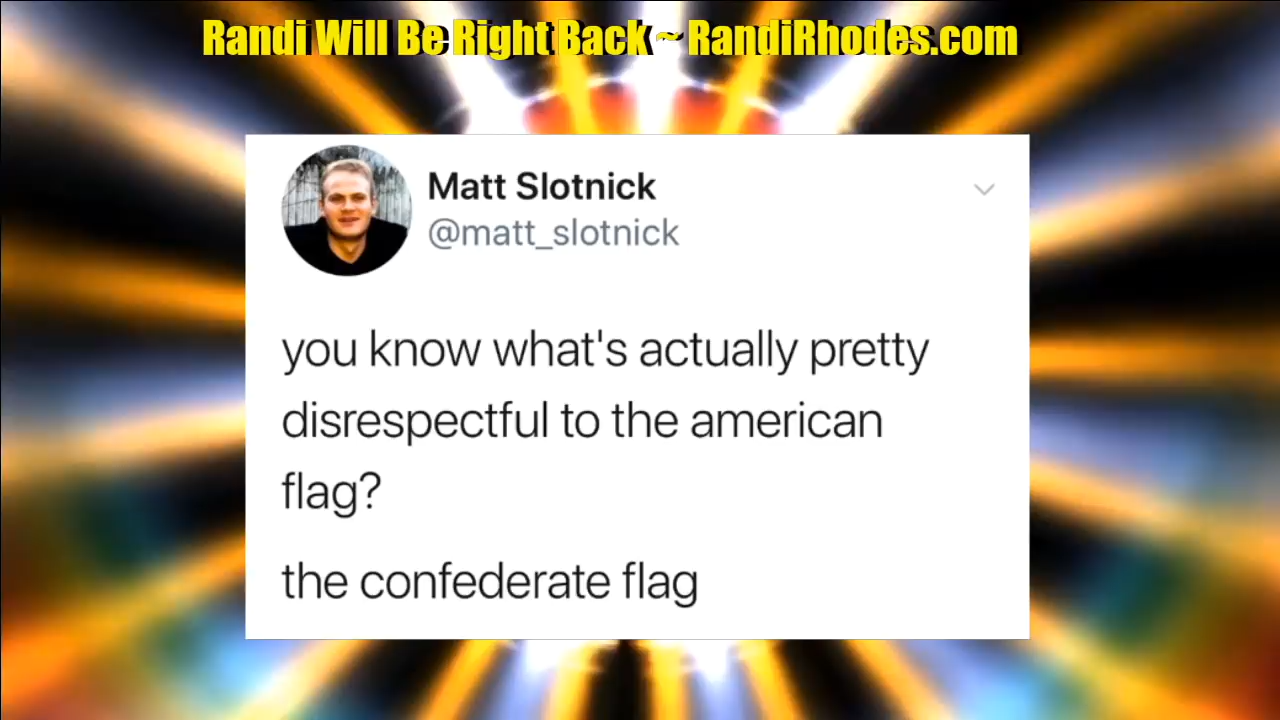 Randi Will Be Right Back ~ RandiRhodes.com
Matt Slotnick
@matt_slotnick
you know what's actually pretty
disrespectful to the american
flag?
the confederate flag